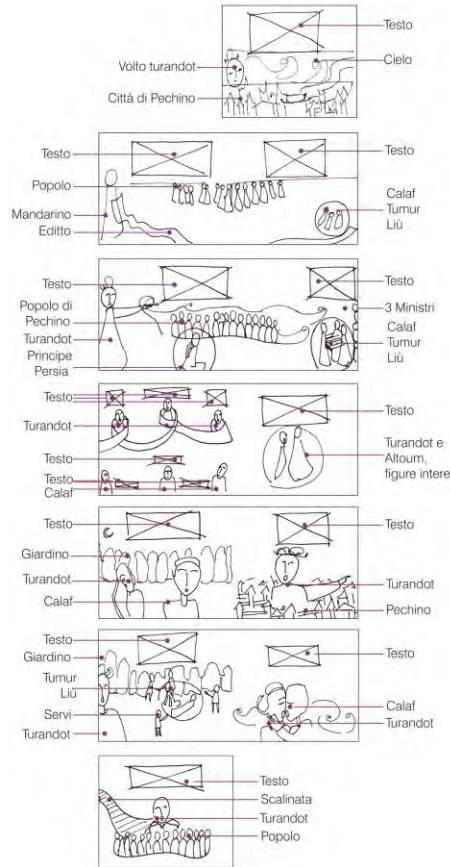 Testo
Volto turandot
Cielo
Città di Pechino
Testo
Testo
Popolo
Mandarino
Editto
Calaf
Tumur
Liù
Testo
Testo
Popolo di
Pechino
Turandot
Principe
Persia
3 Ministri
Calaf
Tumur
Liù
Testo
Turandot
Testo
Testo
Calaf
Testo
Turandot e
Altoum,
figure intere
Testo
Testo
Giardino
Turandot
Calaf
Turandot
Pechino
Testo
Testo
Giardino
Tumur
Liù
Servi
Turandot
Calaf
Turandot
Testo
Scalinata
Turandot
Popolo